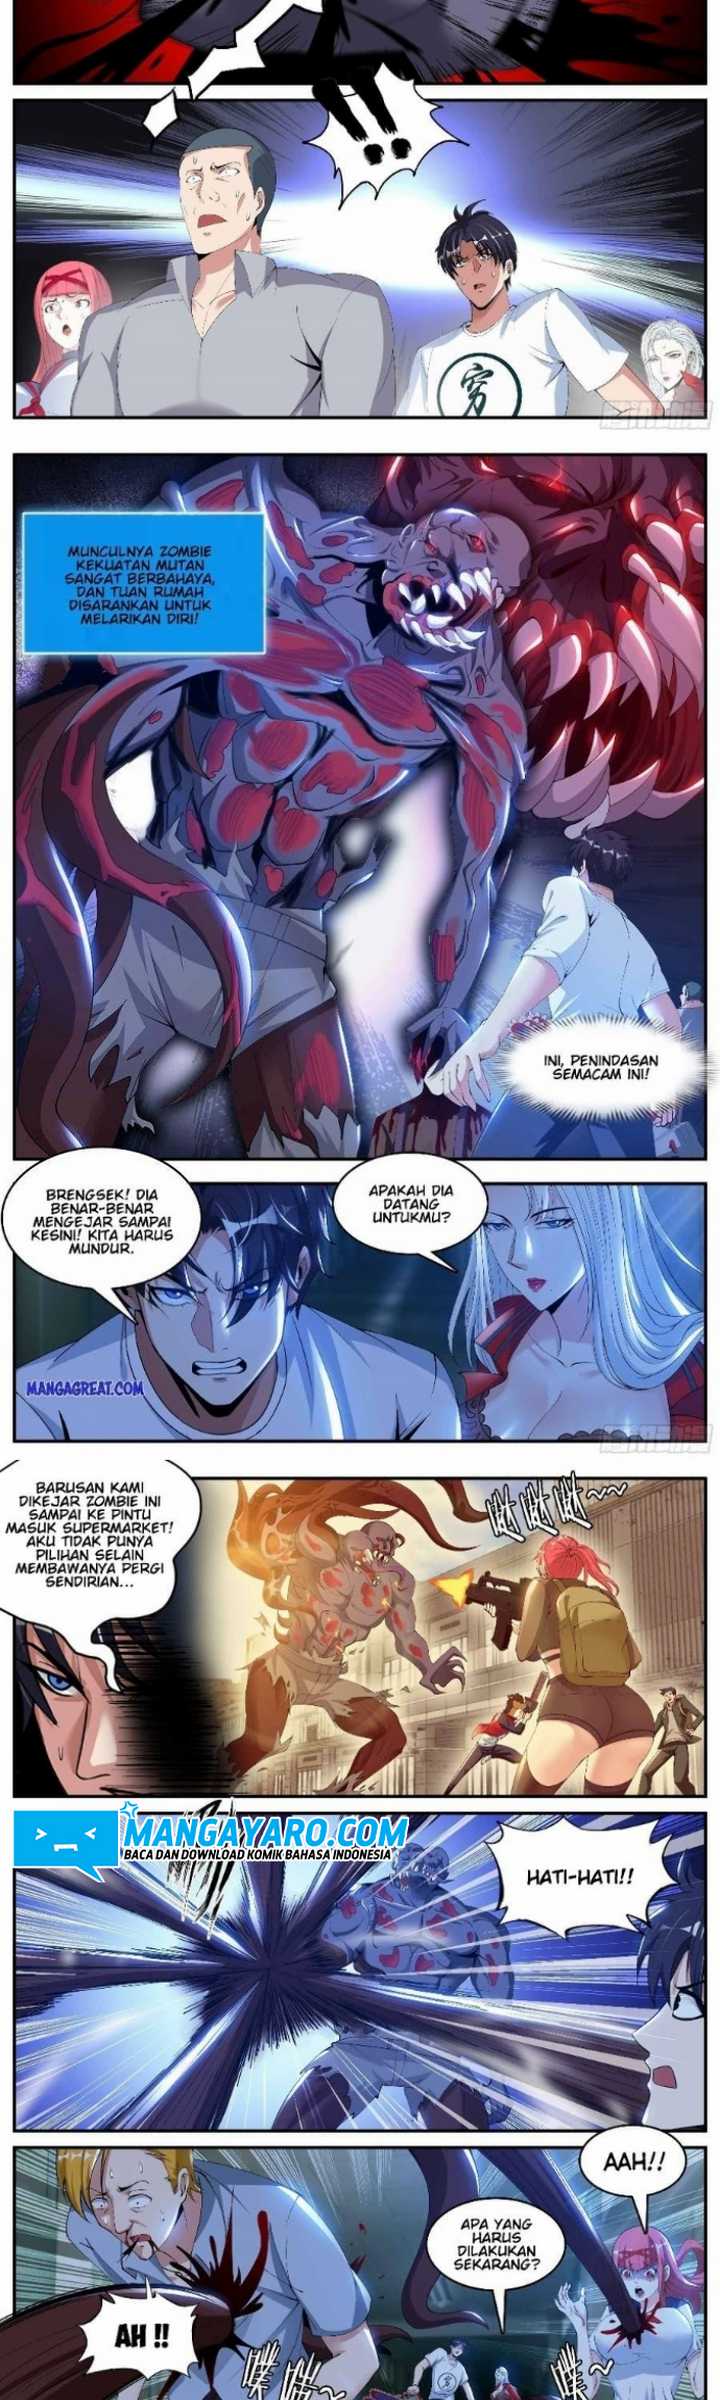 !!
穷
MUNCULNYA ZOMBIE
KEKUATAN MUTAN
SANGAT BERBAHAYA,
DAN TUAN RUMAH
DISARANKAN UNTUK
MELARIKAN DIRI!
INI, PENINDASAN
SEMACAM INI!
BRENGSEK! DIA
BENAR-BENAR
MENGEJAR SAMPAI
KESINI! KITA HARUS
MUNDUR.
APAKAH DIA
DATANG
UNTUKMU?
MANGAGREAT.COM
BARUSAN KAMI
DIKEJAR ZOMBIE INI
SAMPAI KE PINTU
MASUK SUPERMARKET!
AKU TIDAK PUNYA
PILIHAN SELAIN
MEMBAWANYA PERGI
SENDIRIAN...
MANGAYARO.COM
BACA DAN DOWNLOAD KOMIK BAHASA INDONESIA
HATI-HATI!!
AAH!!
APA YANG
HARUS
DILAKUKAN
SEKARANG?
AH !!
穷